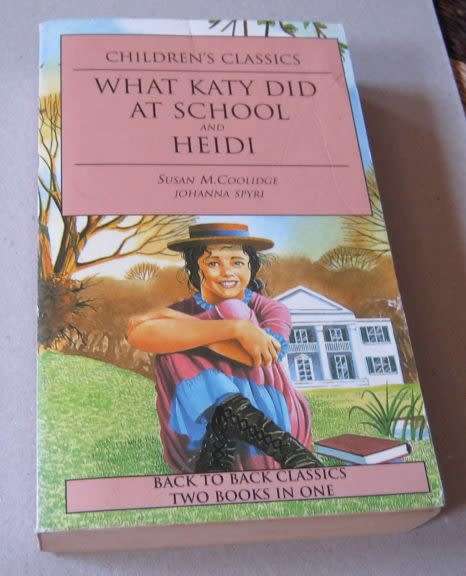 CHILDREN'S CLASSICS
WHAT KATY DID
AT SCHOOL
AND
HEIDI
SUSAN M.COOLIDGE
JOHANNA SPYRI
BACK TO BACK CLASSICS
TWO BOOKS IN ONE